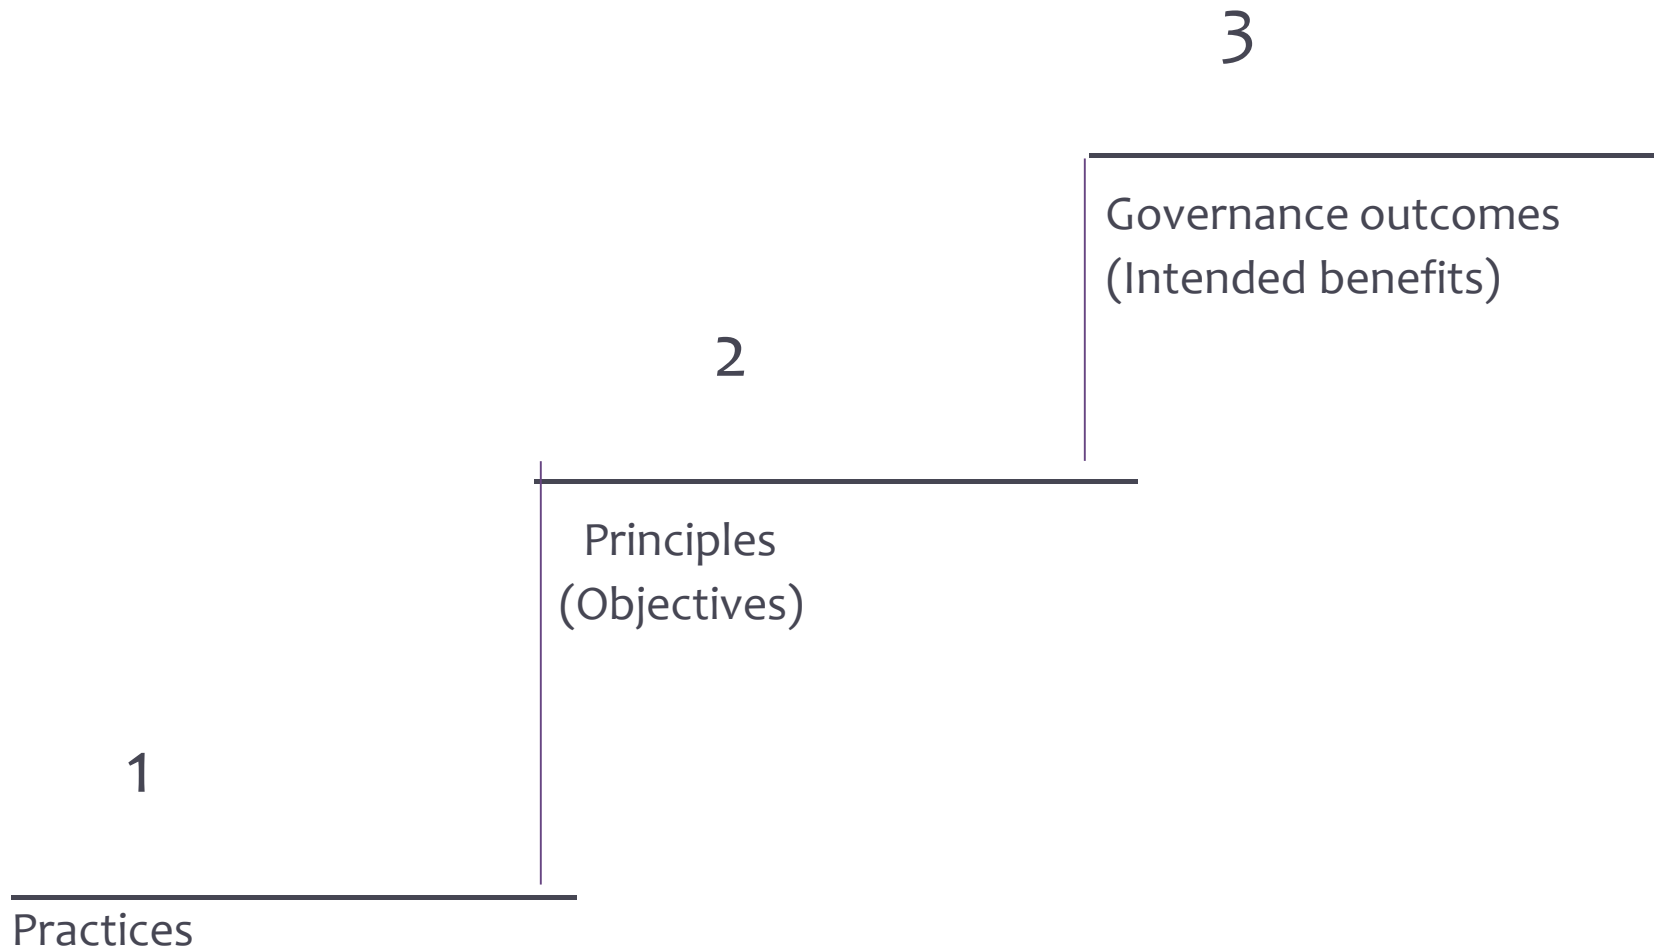 3
Governance outcomes
(Intended benefits)
2
Principles
(Objectives)
1
Practices